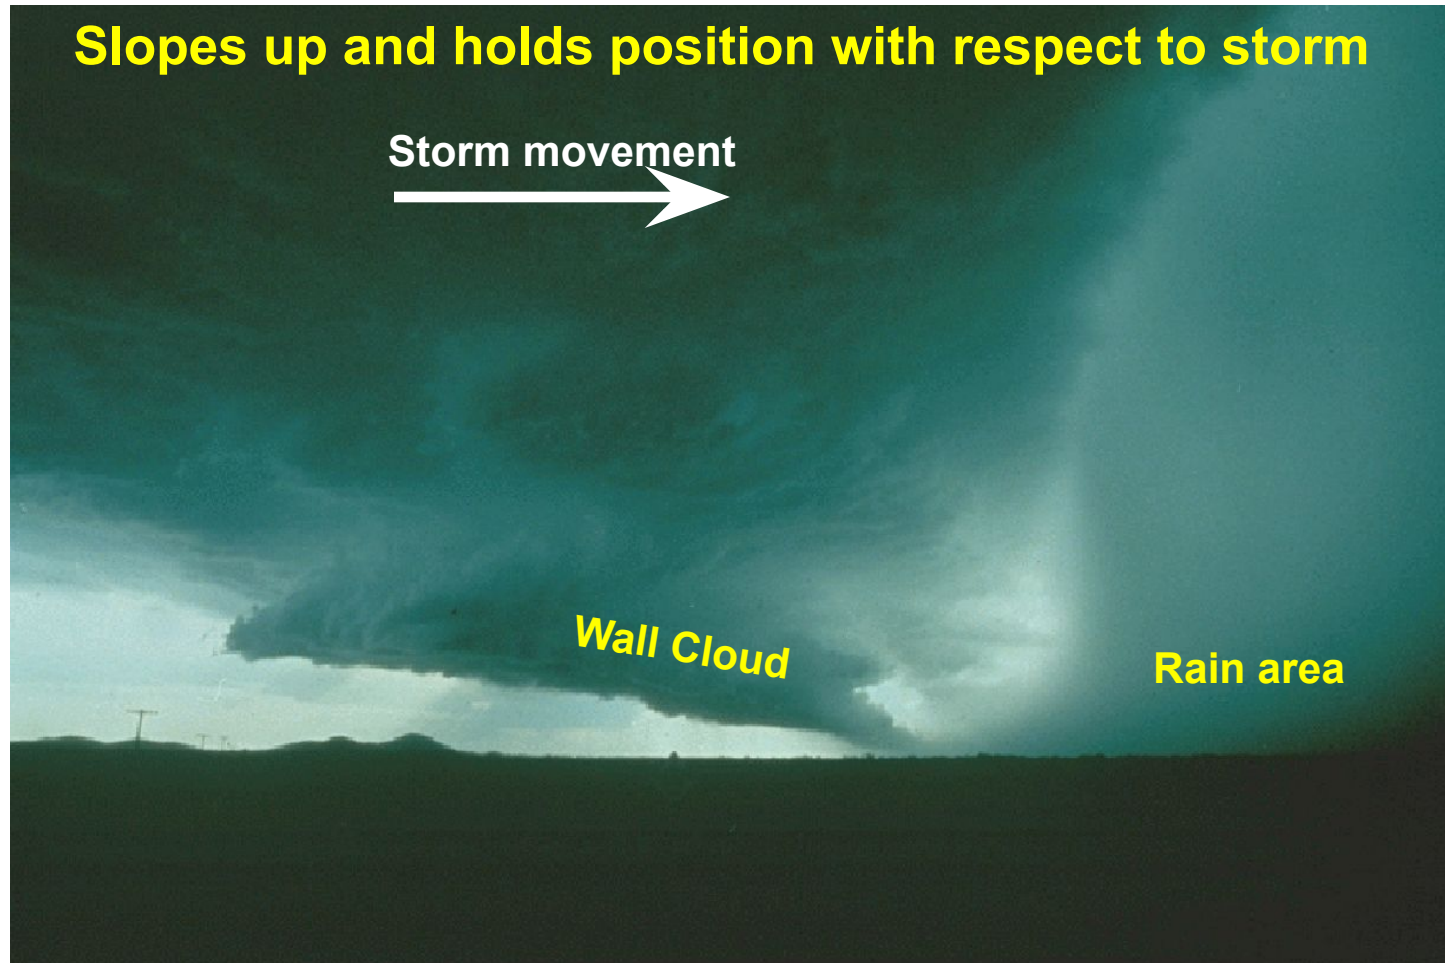 Slopes up and holds position with respect to storm
Storm movement
Wall Cloud
Rain area